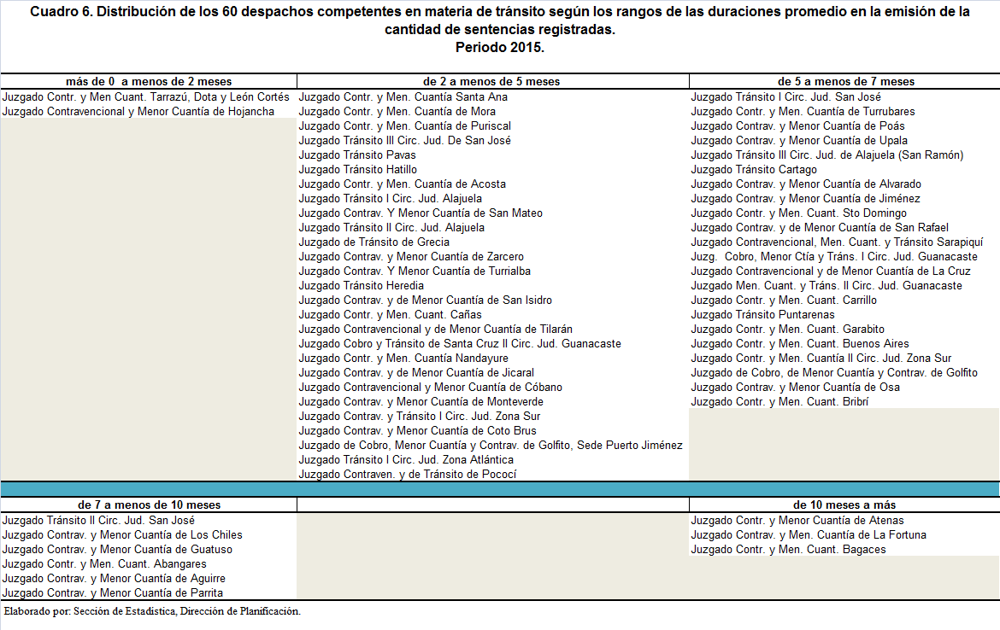 Cuadro 6. Distribución de los 60 despachos competentes en materia de tránsito según los rangos de las duraciones promedio en la emisión de la
cantidad de sentencias registradas.
Periodo 2015.
más de 0 a menos de 2 meses
Juzgado Contr. y Men Cuant. Tarrazú, Dota y León Cortés
Juzgado Contravencional y Menor Cuantía de Hojancha
de 2 a menos de 5 meses
Juzgado Contr. y Men. Cuantía Santa Ana
Juzgado Contr. y Men. Cuantía de Mora
Juzgado Contr. y Men. Cuantía de Puriscal
Juzgado Tránsito III Circ. Jud. De San José
Juzgado Tránsito Pavas
Juzgado Tránsito Hatillo
Juzgado Contr. y Men. Cuantía de Acosta
Juzgado Tránsito I Circ. Jud. Alajuela
Juzgado Contrav. Y Menor Cuantía de San Mateo
Juzgado Tránsito II Circ. Jud. Alajuela
Juzgado de Tránsito de Grecia
Juzgado Contrav. y Menor Cuantía de Zarcero
Juzgado Contrav. Y Menor Cuantía de Turrialba
Juzgado Tránsito Heredia
Juzgado Contrav. y de Menor Cuantía de San Isidro
Juzgado Contr. y Men. Cuant. Cañas
Juzgado Contravencional y de Menor Cuantía de Tilarán
Juzgado Cobro y Tránsito de Santa Cruz II Circ. Jud. Guanacaste
Juzgado Contr. y Men. Cuantía Nandayure
Juzgado Contrav. y de Menor Cuantía de Jicaral
Juzgado Contravencional y Menor Cuantía de Cóbano
Juzgado Contrav. y Menor Cuantía de Monteverde
Juzgado Contrav. y Tránsito I Circ. Jud. Zona Sur
Juzgado Contrav. y Menor Cuantía de Coto Brus
Juzgado de Cobro, Menor Cuantía y Contrav. de Golfito, Sede Puerto Jiménez
Juzgado Tránsito I Circ. Jud. Zona Atlántica
Juzgado Contraven. y de Tránsito de Pococí
de 5 a menos de 7 meses
Juzgado Tránsito I Circ. Jud. San José
Juzgado Contr. y Men. Cuantía de Turrubares
Juzgado Contrav. y Menor Cuantía de Poás
Juzgado Contrav. y Menor Cuantía de Upala
Juzgado Tránsito III Circ. Jud. de Alajuela (San Ramón)
Juzgado Tránsito Cartago
Juzgado Contrav. y Menor Cuantía de Alvarado
Juzgado Contrav. y Menor Cuantía de Jiménez
Juzgado Contr. y Men. Cuant. Sto Domingo
Juzgado Contrav. y de Menor Cuantía de San Rafael
Juzgado Contravencional, Men. Cuant. y Tránsito Sarapiquí
Juzg. Cobro, Menor Ctía y Tráns. I Circ. Jud. Guanacaste
Juzgado Contravencional y de Menor Cuantía de La Cruz
Juzgado Men. Cuant. y Tráns. II Circ. Jud. Guanacaste
Juzgado Contr. y Men. Cuant. Carrillo
Juzgado Tránsito Puntarenas
Juzgado Contr. y Men. Cuant. Garabito
Juzgado Contr. y Men. Cuant. Buenos Aires
Juzgado Contr. y Men. Cuantía II Circ. Jud. Zona Sur
Juzgado de Cobro, de Menor Cuantía y Contrav. de Golfito
Juzgado Contrav. y Menor Cuantía de Osa
Juzgado Contr. y Men. Cuant. Bribrí
de 7 a menos de 10 meses
Juzgado Tránsito II Circ. Jud. San José
Juzgado Contrav. y Menor Cuantía de Los Chiles
Juzgado Contrav. y Menor Cuantía de Guatuso
Juzgado Contr. y Men. Cuant. Abangares
Juzgado Contrav. y Menor Cuantía de Aguirre
Juzgado Contrav. y Menor Cuantía de Parrita
de 10 meses a más
Juzgado Contr. y Menor Cuantía de Atenas
Juzgado Contrav. y Men. Cuantía de La Fortuna
Juzgado Contr. y Men. Cuant. Bagaces
Elaborado por: Sección de Estadística, Dirección de Planificación.